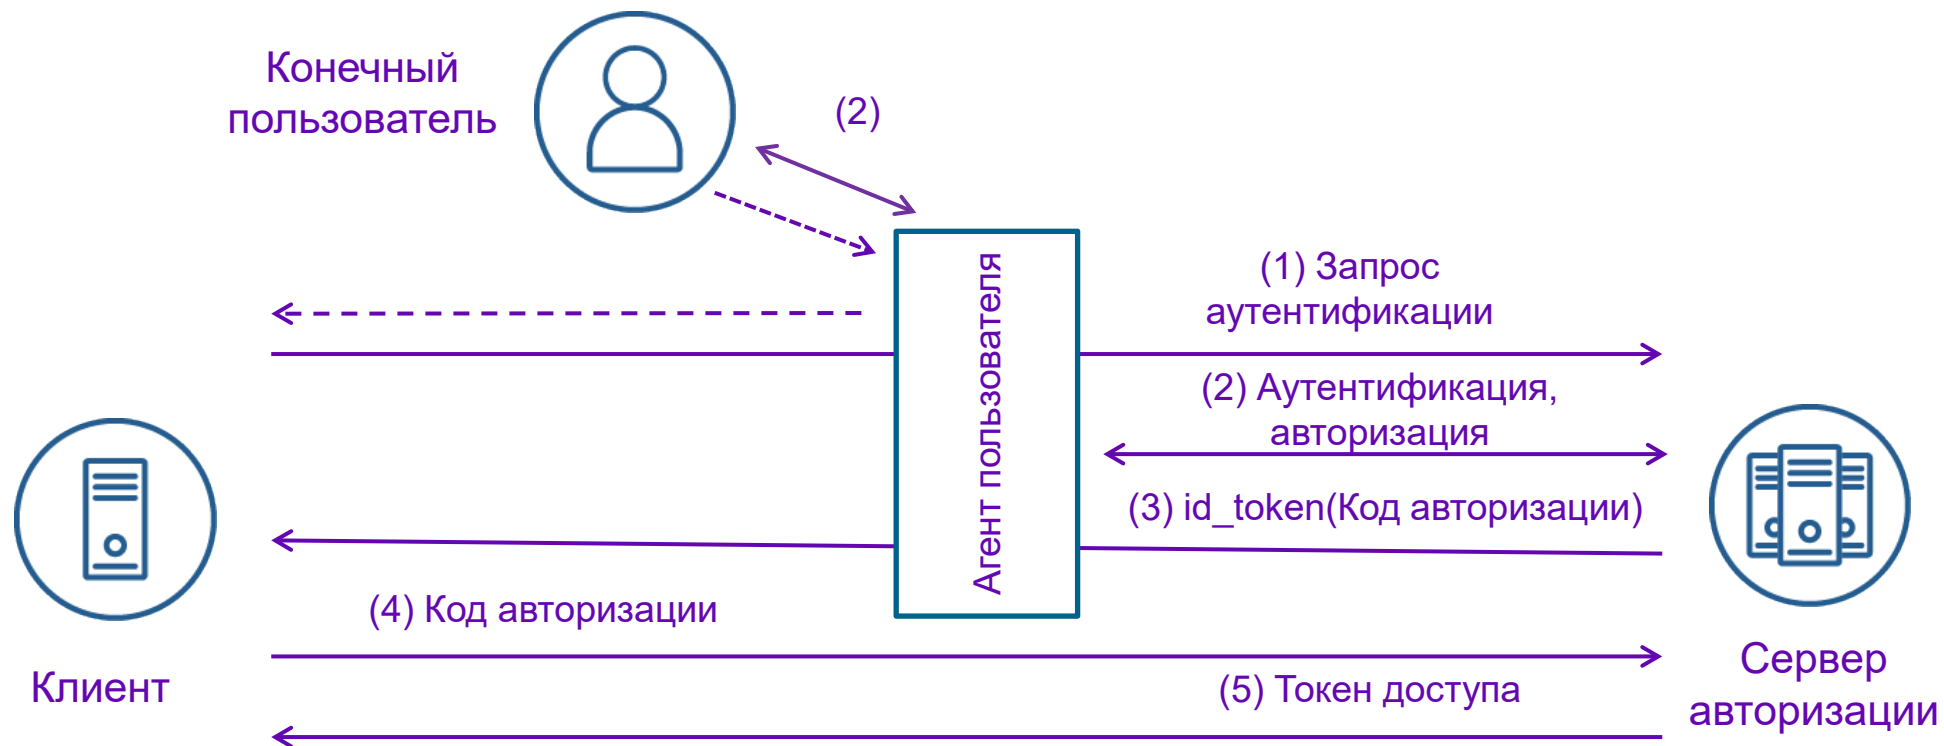 Конечный
пользователь
(2)
(1) Запрос
аутентификации
(2) Аутентификация,
авторизация
Агент пользователя
(3) id_token(Код авторизации)
(4) Код авторизации
Клиент
(5) Токен доступа
Сервер
авторизации